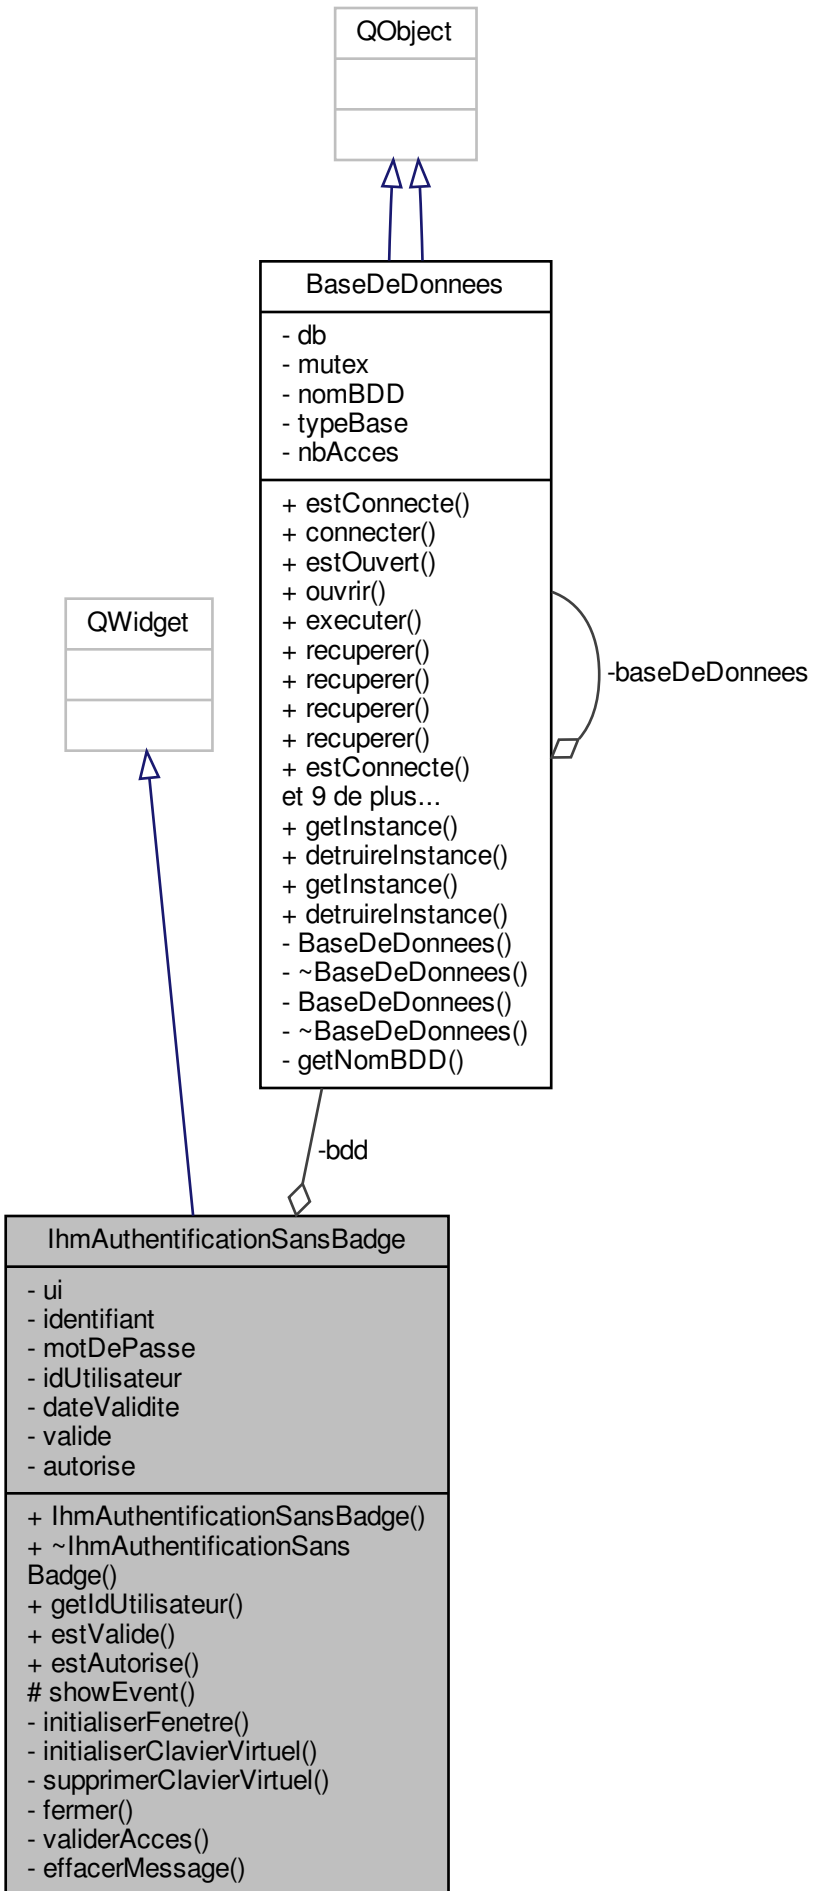 QObject
BaseDeDonnees
- db
- mutex
- nomBDD
- typeBase
- nbAcces
+ estConnecte()
+ connecter()
+ estOuvert()
+ ouvrir()
+ executer()
+ recuperer()
+ recuperer()
+ recuperer()
+ recuperer()
+ estConnecte()
et 9 de plus...
+ getInstance()
+ detruireInstance()
+ getInstance()
+ detruireInstance()
- BaseDeDonnees()
- ~BaseDeDonnees()
- BaseDeDonnees()
- ~BaseDeDonnees()
- getNomBDD()
-baseDeDonnees
QWidget
-bdd
IhmAuthentificationSansBadge
- ui
- identifiant
- motDePasse
- idUtilisateur
- dateValidite
- valide
- autorise
+ IhmAuthentificationSansBadge()
+ ~IhmAuthentificationSans
Badge()
+ getIdUtilisateur()
+ estValide()
+ estAutorise()
# showEvent()
- initialiserFenetre()
- initialiserClavierVirtuel()
- supprimerClavierVirtuel()
- fermer()
- validerAcces()
- effacerMessage()